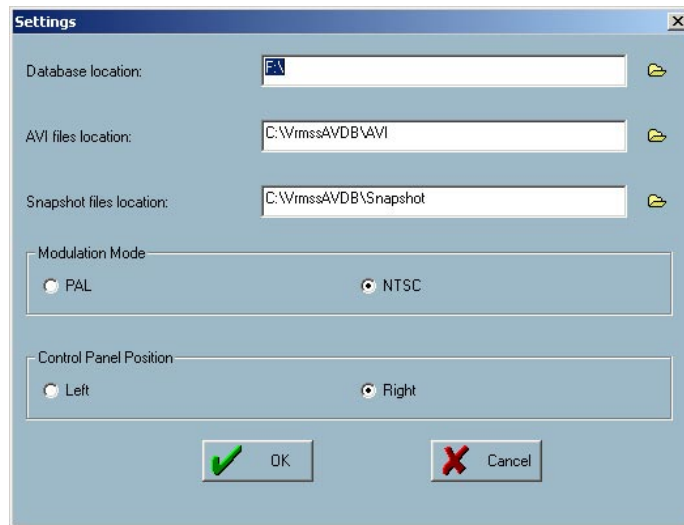 Settings
Database location: F:\
AVI files location: C:\VrmssAVDB\AVI
Snapshot files location: C:\VrmssAVDB\Snapshot
Modulation Mode
PAL NTSC
Control Panel Position
Left Right
OK Cancel